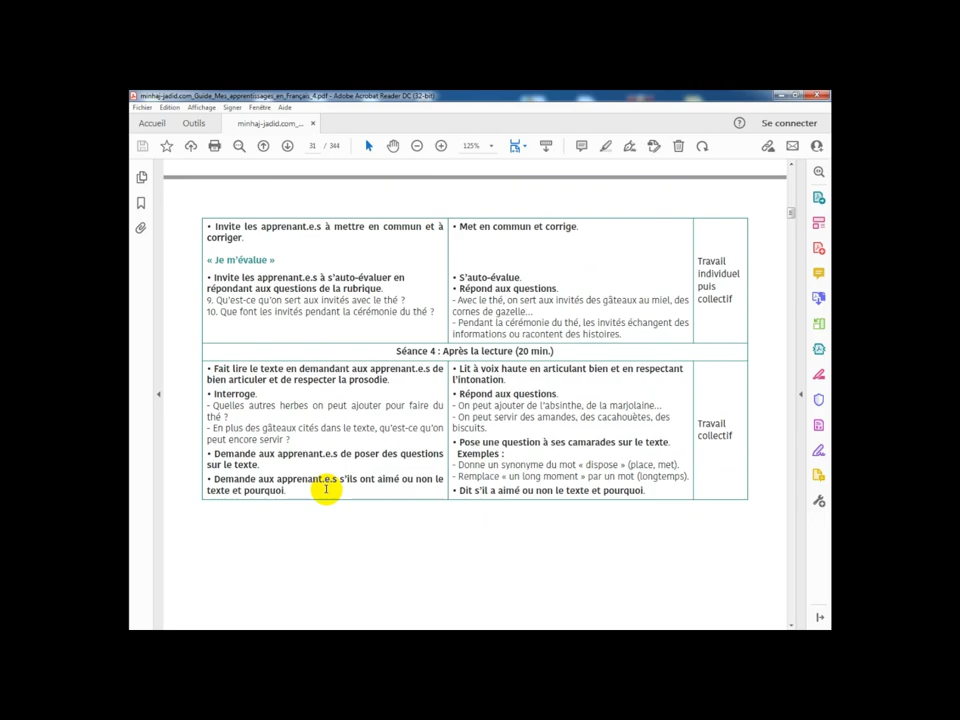 minhaj-jadid.com_Guide_Mes_apprentissages_en_Français_4.pdf - Adobe Acrobat Reader DC (32-bit)
Fichier Edition Affichage Signer Fenêtre Aide
Accueil Outils minhaj-jadid.com_... × Se connecter
31 / 344 125%
• Invite les apprenant.e.s à mettre en commun et à
corriger.
« Je m'évalue »
• Invite les apprenant.e.s à s'auto-évaluer en
répondant aux questions de la rubrique.
9. Qu'est-ce qu'on sert aux invités avec le thé ?
10. Que font les invités pendant la cérémonie du thé ?
• Met en commun et corrige.
• S'auto-évalue.
• Répond aux questions.
- Avec le thé, on sert aux invités des gâteaux au miel, des
cornes de gazelle...
- Pendant la cérémonie du thé, les invités échangent des
informations ou racontent des histoires.
Travail
individuel
puis
collectif
Séance 4 : Après la lecture (20 min.)
• Fait lire le texte en demandant aux apprenant.e.s de
bien articuler et de respecter la prosodie.
• Interroge.
- Quelles autres herbes on peut ajouter pour faire du
thé ?
- En plus des gâteaux cités dans le texte, qu'est-ce qu'on
peut encore servir ?
• Demande aux apprenant.e.s de poser des questions
sur le texte.
• Demande aux apprenant.e.s s'ils ont aimé ou non le
texte et pourquoi.
• Lit à voix haute en articulant bien et en respectant
l'intonation.
• Répond aux questions.
- On peut ajouter de l'absinthe, de la marjolaine...
- On peut servir des amandes, des cacahouètes, des
biscuits.
• Pose une question à ses camarades sur le texte.
Exemples :
- Donne un synonyme du mot « dispose » (place, met).
- Remplace « un long moment » par un mot (longtemps).
• Dit s'il a aimé ou non le texte et pourquoi.
Travail
collectif